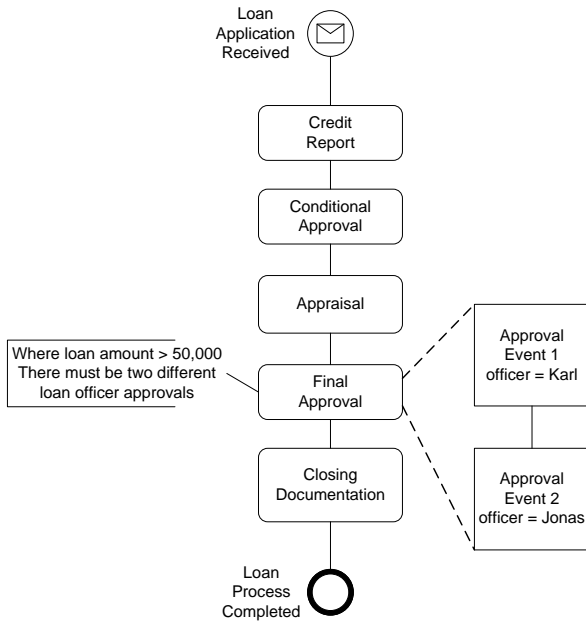 Loan
Application
Received
Credit
Report
Conditional
Approval
Appraisal
Where loan amount > 50,000
There must be two different
loan officer approvals
Final
Approval
Approval
Event 1
officer = Karl
Approval
Event 2
officer = Jonas
Closing
Documentation
Loan
Process
Completed